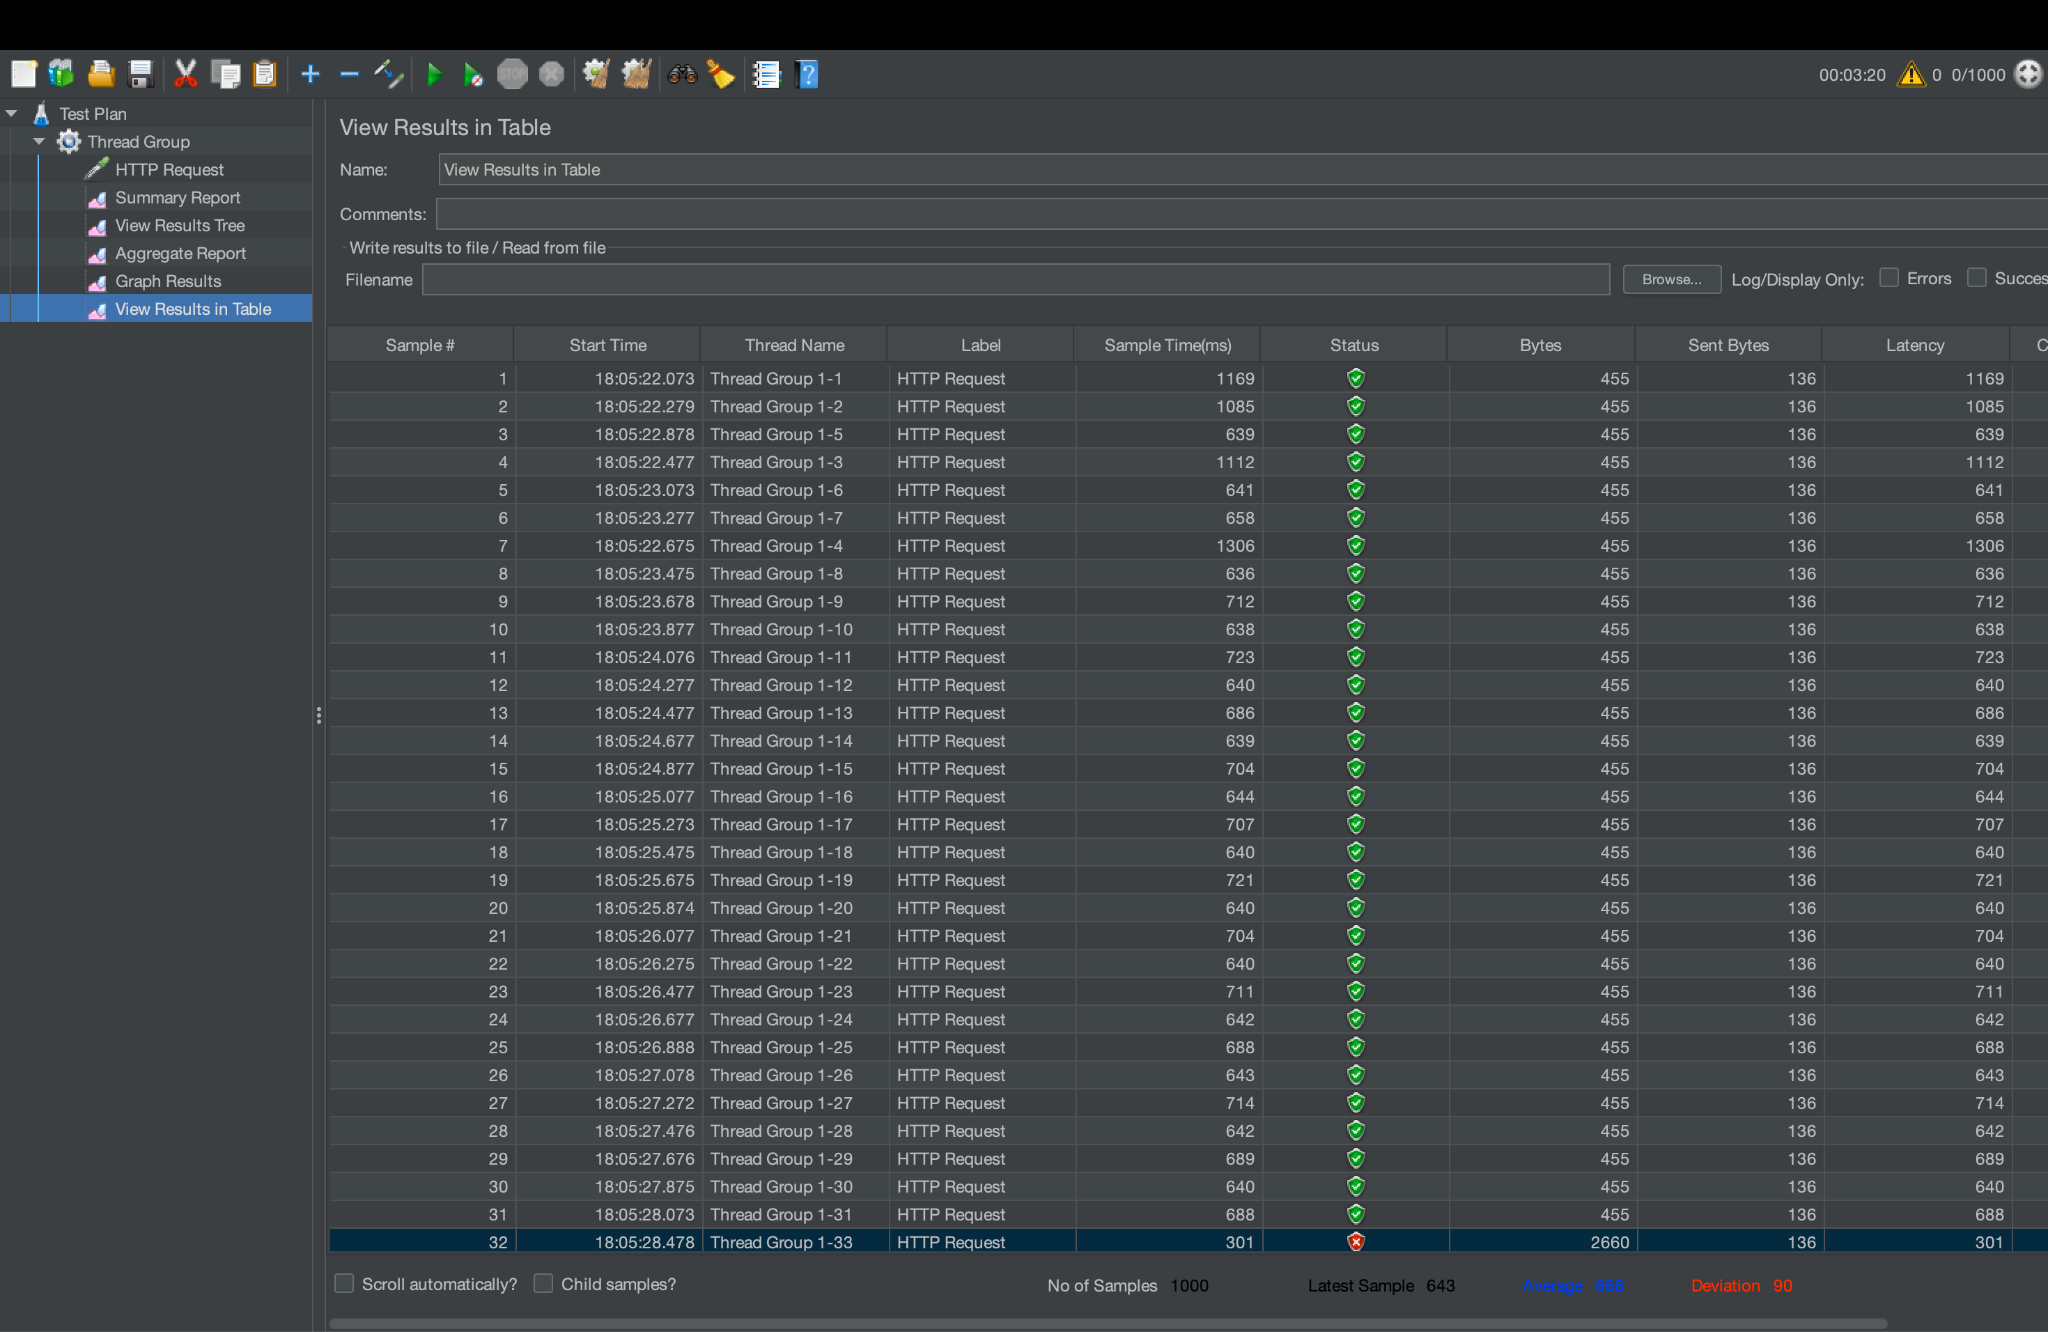 STOP
?
00:03:20 0 0/1000
Test Plan
Thread Group
HTTP Request
Summary Report
View Results Tree
Aggregate Report
Graph Results
View Results in Table
View Results in Table
Name: View Results in Table
Comments:
Write results to file / Read from file
Filename Browse... Log/Display Only: Errors Succes
Sample # Start Time Thread Name Label Sample Time(ms) Status Bytes Sent Bytes Latency C
1 18:05:22.073 Thread Group 1-1 HTTP Request 1169 455 136 1169
2 18:05:22.279 Thread Group 1-2 HTTP Request 1085 455 136 1085
3 18:05:22.878 Thread Group 1-5 HTTP Request 639 455 136 639
4 18:05:22.477 Thread Group 1-3 HTTP Request 1112 455 136 1112
5 18:05:23.073 Thread Group 1-6 HTTP Request 641 455 136 641
6 18:05:23.277 Thread Group 1-7 HTTP Request 658 455 136 658
7 18:05:22.675 Thread Group 1-4 HTTP Request 1306 455 136 1306
8 18:05:23.475 Thread Group 1-8 HTTP Request 636 455 136 636
9 18:05:23.678 Thread Group 1-9 HTTP Request 712 455 136 712
10 18:05:23.877 Thread Group 1-10 HTTP Request 638 455 136 638
11 18:05:24.076 Thread Group 1-11 HTTP Request 723 455 136 723
12 18:05:24.277 Thread Group 1-12 HTTP Request 640 455 136 640
13 18:05:24.477 Thread Group 1-13 HTTP Request 686 455 136 686
14 18:05:24.677 Thread Group 1-14 HTTP Request 639 455 136 639
15 18:05:24.877 Thread Group 1-15 HTTP Request 704 455 136 704
16 18:05:25.077 Thread Group 1-16 HTTP Request 644 455 136 644
17 18:05:25.273 Thread Group 1-17 HTTP Request 707 455 136 707
18 18:05:25.475 Thread Group 1-18 HTTP Request 640 455 136 640
19 18:05:25.675 Thread Group 1-19 HTTP Request 721 455 136 721
20 18:05:25.874 Thread Group 1-20 HTTP Request 640 455 136 640
21 18:05:26.077 Thread Group 1-21 HTTP Request 704 455 136 704
22 18:05:26.275 Thread Group 1-22 HTTP Request 640 455 136 640
23 18:05:26.477 Thread Group 1-23 HTTP Request 711 455 136 711
24 18:05:26.677 Thread Group 1-24 HTTP Request 642 455 136 642
25 18:05:26.888 Thread Group 1-25 HTTP Request 688 455 136 688
26 18:05:27.078 Thread Group 1-26 HTTP Request 643 455 136 643
27 18:05:27.272 Thread Group 1-27 HTTP Request 714 455 136 714
28 18:05:27.476 Thread Group 1-28 HTTP Request 642 455 136 642
29 18:05:27.676 Thread Group 1-29 HTTP Request 689 455 136 689
30 18:05:27.875 Thread Group 1-30 HTTP Request 640 455 136 640
31 18:05:28.073 Thread Group 1-31 HTTP Request 688 455 136 688
32 18:05:28.478 Thread Group 1-33 HTTP Request 301 2660 136 301
Scroll automatically? Child samples? No of Samples 1000 Latest Sample 643 Average 668 Deviation 90